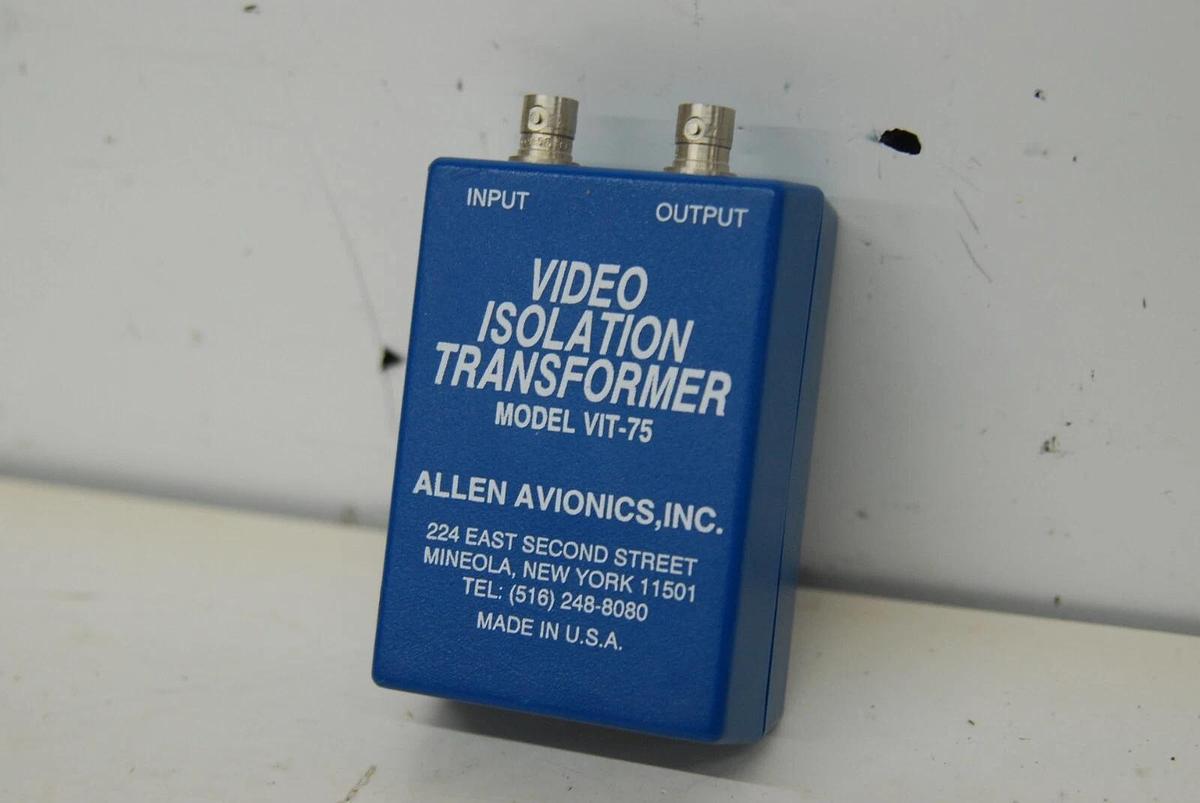 INPUT OUTPUT
VIDEO
ISOLATION
TRANSFORMER
MODEL VIT-75
ALLEN AVIONICS,INC.
224 EAST SECOND STREET
MINEOLA, NEW YORK 11501
TEL: (516) 248-8080
MADE IN U.S.A.